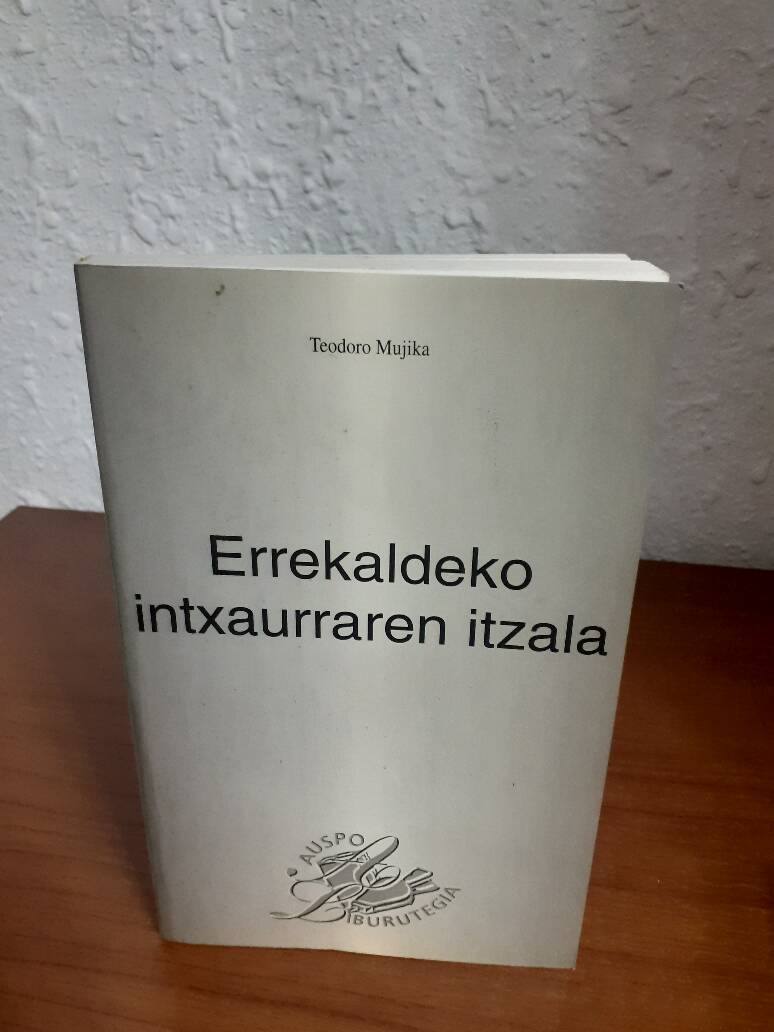 Teodoro Mujika
Errekaldeko
intxaurraren itzala
AUSPO
LIBURUTEGIA